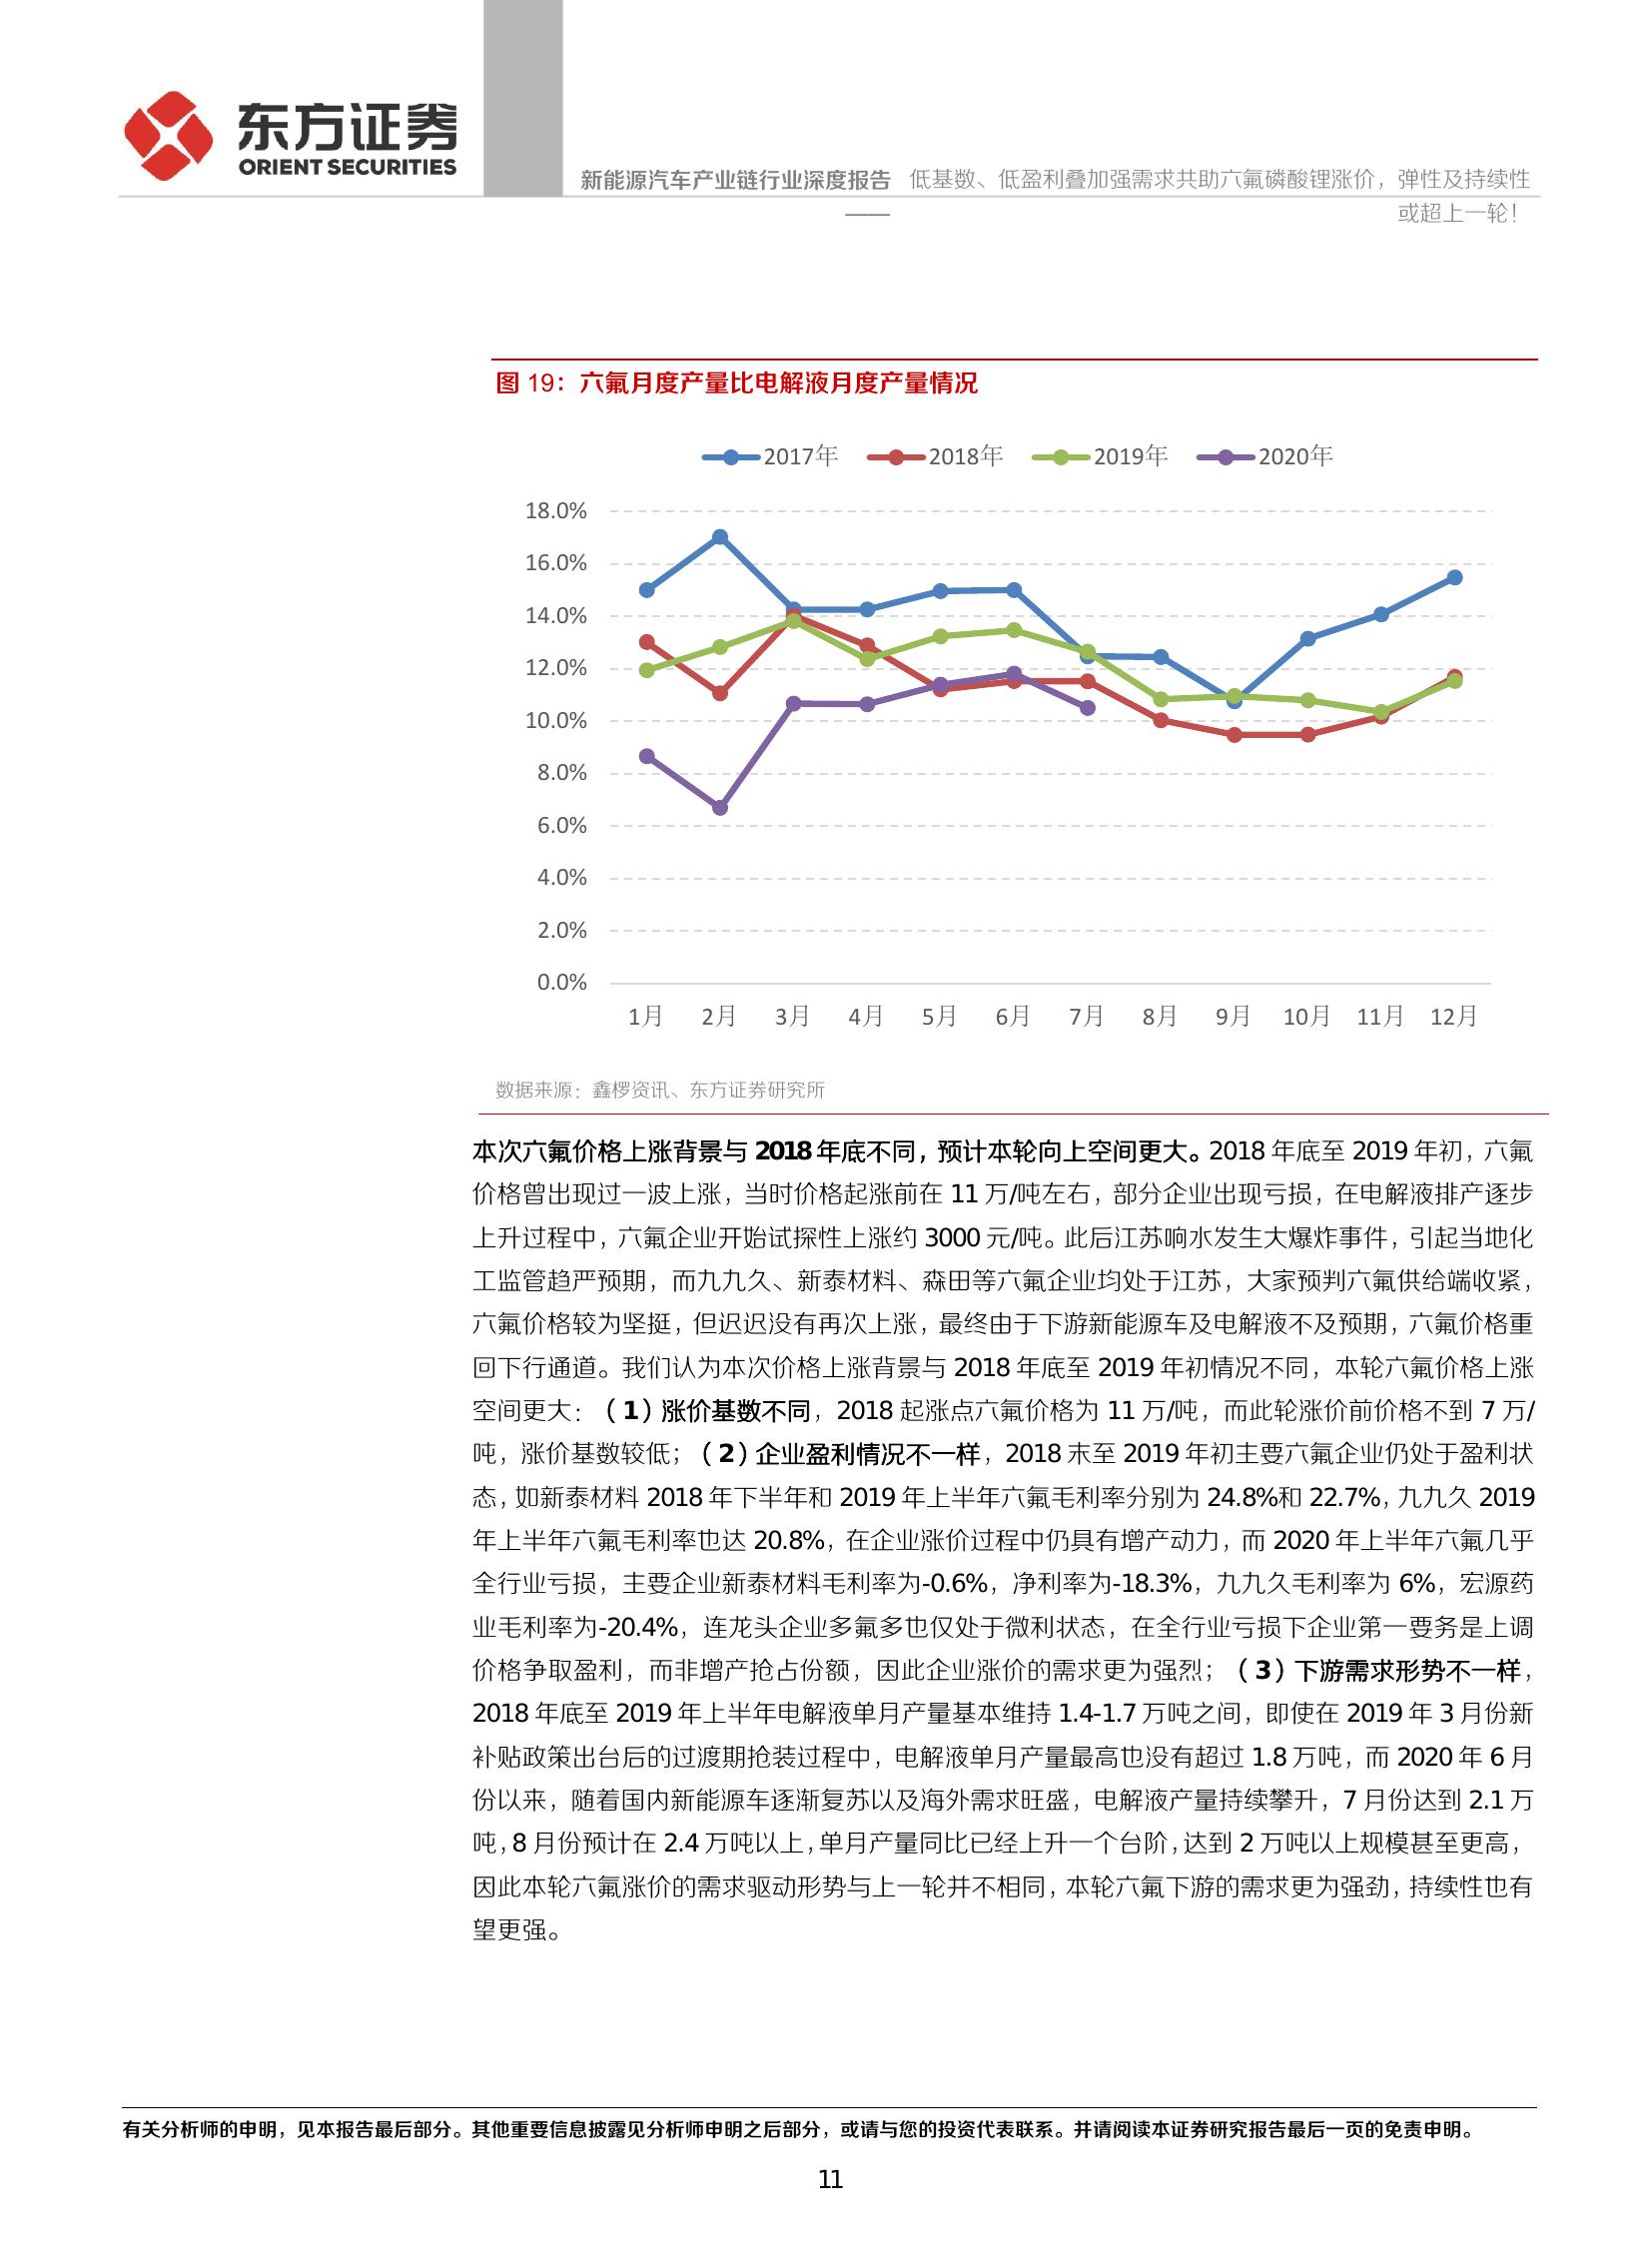 东方证券
ORIENT SECURITIES
新能源汽车产业链行业深度报告 低基数、低盈利叠加强需求共助六氟磷酸锂涨价，弹性及持续性
—— 或超上一轮！
图 19：六氟月度产量比电解液月度产量情况
2017年 2018年 2019年 2020年
18.0%
16.0%
14.0%
12.0%
10.0%
8.0%
6.0%
4.0%
2.0%
0.0%
1月 2月 3月 4月 5月 6月 7月 8月 9月 10月 11月 12月
数据来源：鑫椤资讯、东方证券研究所
本次六氟价格上涨背景与 2018 年底不同，预计本轮向上空间更大。2018 年底至 2019 年初，六氟
价格曾出现过一波上涨，当时价格起涨前在 11 万/吨左右，部分企业出现亏损，在电解液排产逐步
上升过程中，六氟企业开始试探性上涨约 3000 元/吨。此后江苏响水发生大爆炸事件，引起当地化
工监管趋严预期，而九九久、新泰材料、森田等六氟企业均处于江苏，大家预判六氟供给端收紧，
六氟价格较为坚挺，但迟迟没有再次上涨，最终由于下游新能源车及电解液不及预期，六氟价格重
回下行通道。我们认为本次价格上涨背景与 2018 年底至 2019 年初情况不同，本轮六氟价格上涨
空间更大：（1）涨价基数不同，2018 起涨点六氟价格为 11 万/吨，而此轮涨价前价格不到 7 万/
吨，涨价基数较低；（2）企业盈利情况不一样，2018 末至 2019 年初主要六氟企业仍处于盈利状
态，如新泰材料 2018 年下半年和 2019 年上半年六氟毛利率分别为 24.8%和 22.7%，九九久 2019
年上半年六氟毛利率也达 20.8%，在企业涨价过程中仍具有增产动力，而 2020 年上半年六氟几乎
全行业亏损，主要企业新泰材料毛利率为-0.6%，净利率为-18.3%，九九久毛利率为 6%，宏源药
业毛利率为-20.4%，连龙头企业多氟多也仅处于微利状态，在全行业亏损下企业第一要务是上调
价格争取盈利，而非增产抢占份额，因此企业涨价的需求更为强烈；（3）下游需求形势不一样，
2018 年底至 2019 年上半年电解液单月产量基本维持 1.4-1.7 万吨之间，即使在 2019 年 3 月份新
补贴政策出台后的过渡期抢装过程中，电解液单月产量最高也没有超过 1.8 万吨，而 2020 年 6 月
份以来，随着国内新能源车逐渐复苏以及海外需求旺盛，电解液产量持续攀升，7 月份达到 2.1 万
吨，8 月份预计在 2.4 万吨以上，单月产量同比已经上升一个台阶，达到 2 万吨以上规模甚至更高，
因此本轮六氟涨价的需求驱动形势与上一轮并不相同，本轮六氟下游的需求更为强劲，持续性也有
望更强。
有关分析师的申明，见本报告最后部分。其他重要信息披露见分析师申明之后部分，或请与您的投资代表联系。并请阅读本证券研究报告最后一页的免责申明。
11